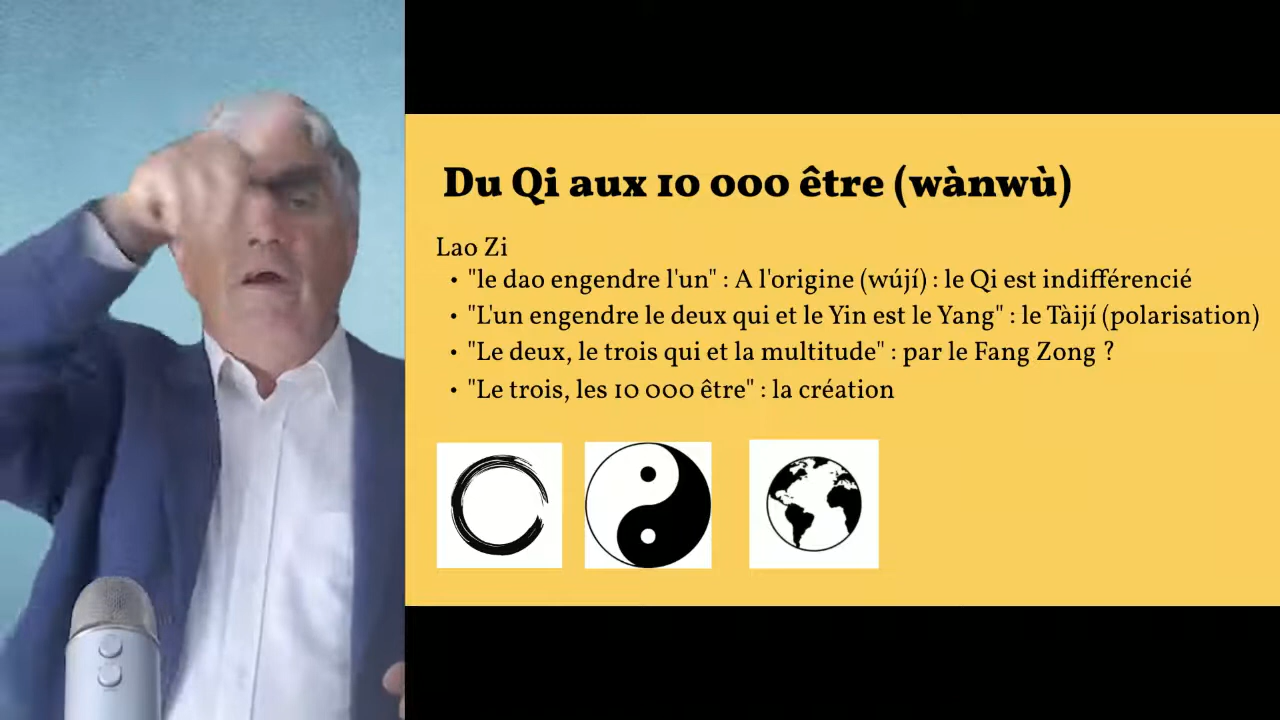 Du Qi aux 10 000 être (wànwù)
Lao Zi
• "le dao engendre l'un" : A l'origine (wújí) : le Qi est indifférencié
• "L'un engendre le deux qui et le Yin est le Yang" : le Tàijí (polarisation)
• "Le deux, le trois qui et la multitude" : par le Fang Zong ?
• "Le trois, les 10 000 être" : la création